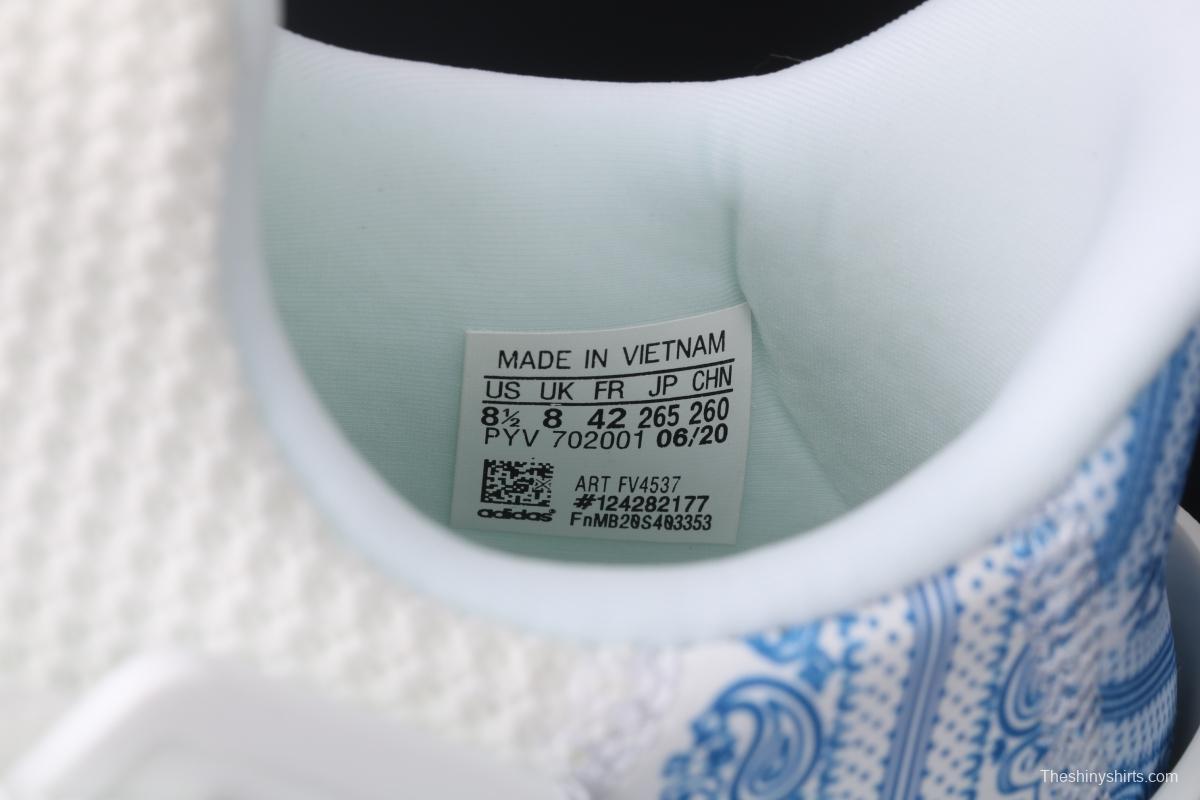 MADE IN VIETNAM
US UK FR JP CHN
8½ 8 42 265 260
PYV 702001 06/20
ART FV4537
#124282177
adidas
FnMB20S403353
Theshinyshirts.com